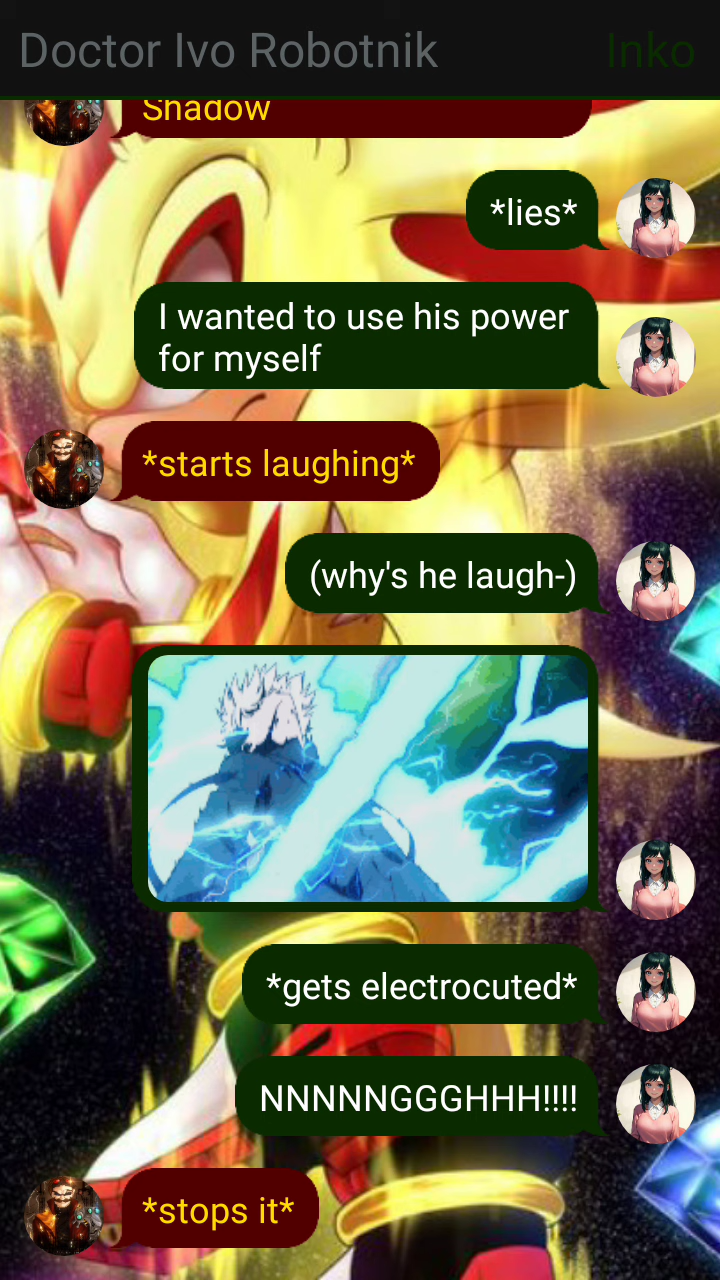 Doctor Ivo Robotnik
Inko
Shadow
*lies*
I wanted to use his power
for myself
*starts laughing*
(why's he laugh-)
*gets electrocuted*
NNNNNGGGHHH!!!!
*stops it*